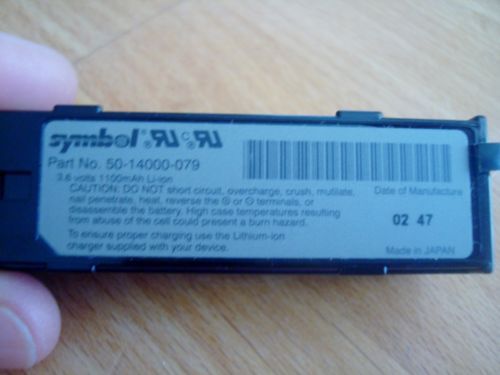 symbol® RU c RU
Part No. 50-14000-079
3.6 volts 1100mAh Li-ion
CAUTION: DO NOT short circuit, overcharge, crush, mutilate,
nail penetrate, heat, reverse the ⊕ or ⊖ terminals, or
disassemble the battery. High case temperatures resulting
from abuse of the cell could present a burn hazard.
To ensure proper charging use the Lithium-ion
charger supplied with your device.
Date of Manufacture
02 47
Made in JAPAN